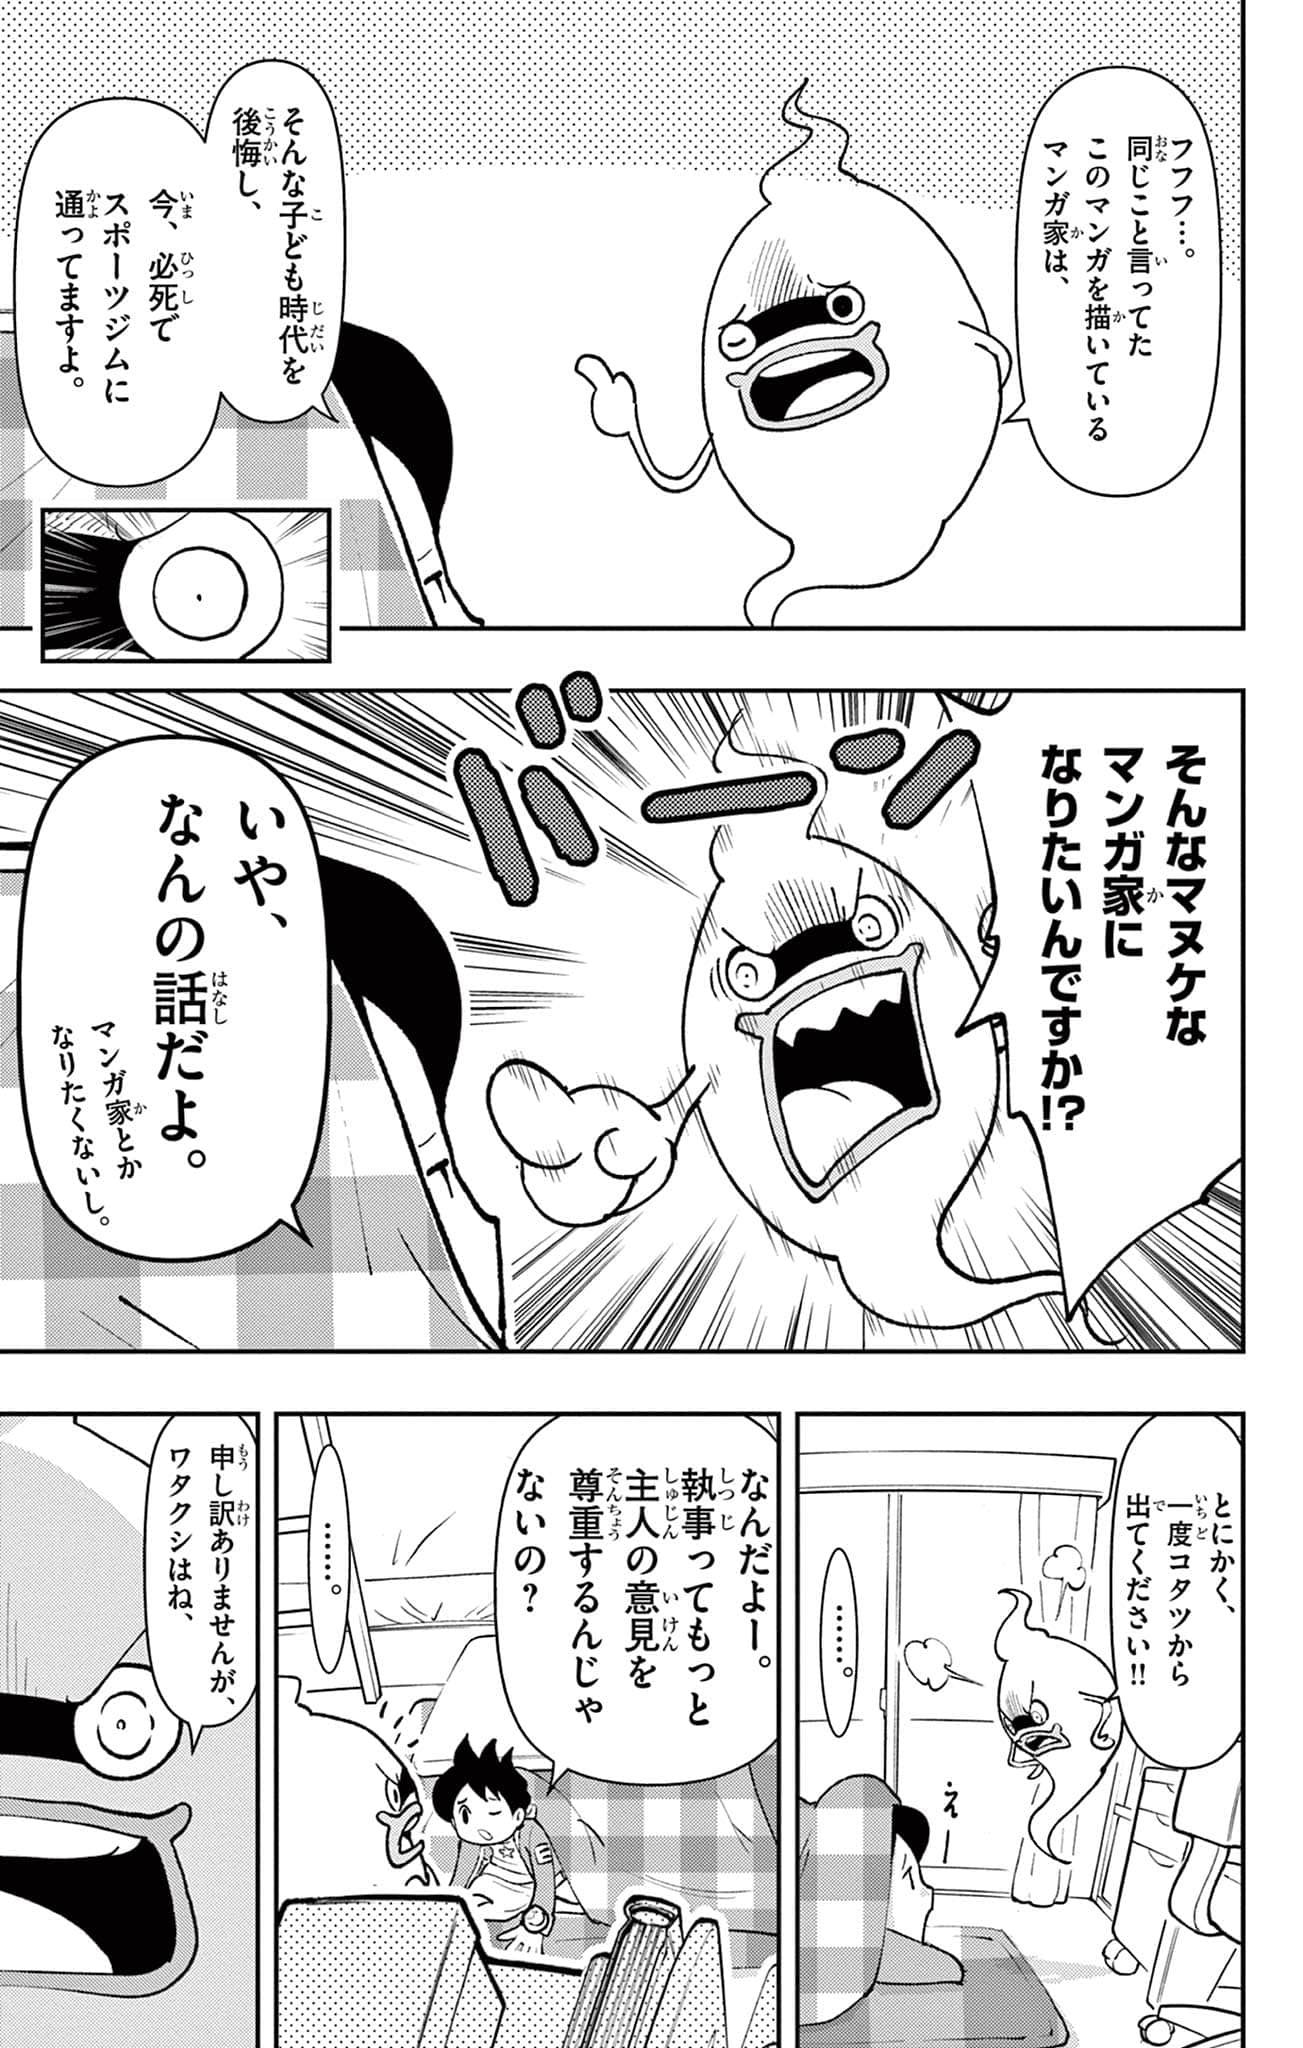 フフフ…。
同じこと言ってた
このマンガを描いている
マンガ家は、
そんな子ども時代を
後悔し、
今、必死で
スポーツジムに
通ってますよ。
そんなマヌケな
マンガ家に
なりたいんですか!?
ドーン
いや、
なんの話だよ。
マンガ家とか
なりたくないし。
とにかく、
一度コタツから
出てください!!
えー
……。
なんだよー。
執事ってもっと
主人の意見を
尊重するんじゃ
ないの？
……。
申し訳ありませんが、
ワタクシはね、